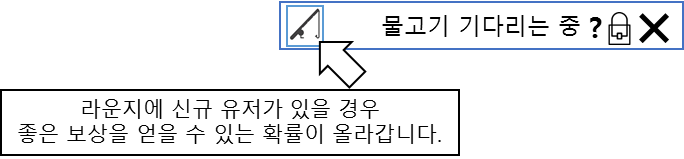 물고기 기다리는 종 ?
라운지에 신규 유저가 있을 경우
좋은 보상을 얻을 수 있는 확률이 올라갑니다.